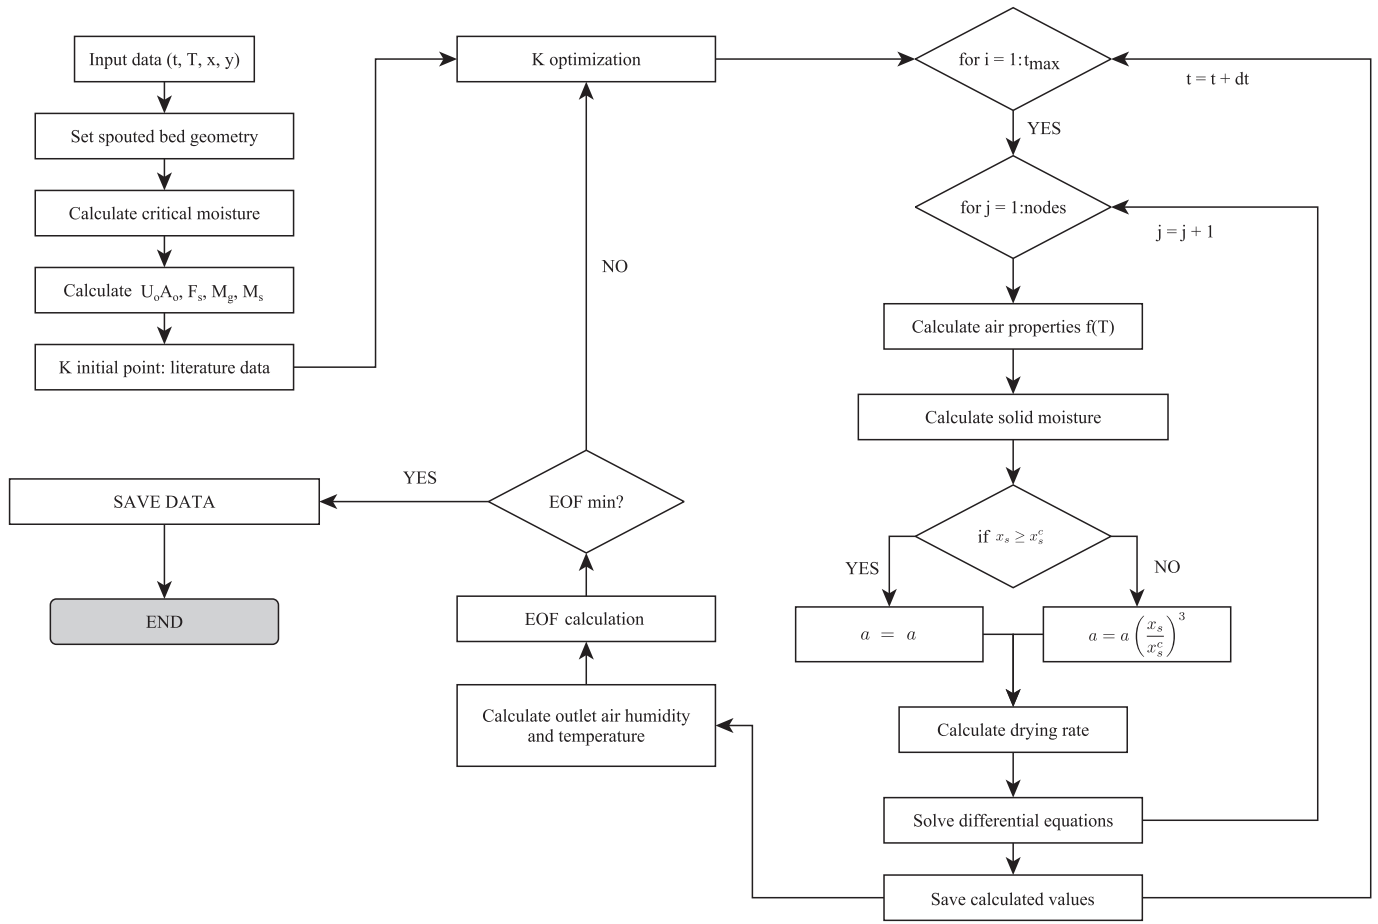 Input data (t, T, x, y)
Set spouted bed geometry
Calculate critical moisture
Calculate UₒAₒ, Fₛ, M_g, Mₛ
K initial point: literature data
K optimization
for i = 1:t_max
t = t + dt
YES
for j = 1:nodes
j = j + 1
Calculate air properties f(T)
Calculate solid moisture
if xₛ ≥ xₛᶜ
YES
NO
a = a
a = a (xₛ/xₛᶜ)³
Calculate drying rate
Solve differential equations
Save calculated values
Calculate outlet air humidity
and temperature
EOF calculation
EOF min?
NO
YES
SAVE DATA
END